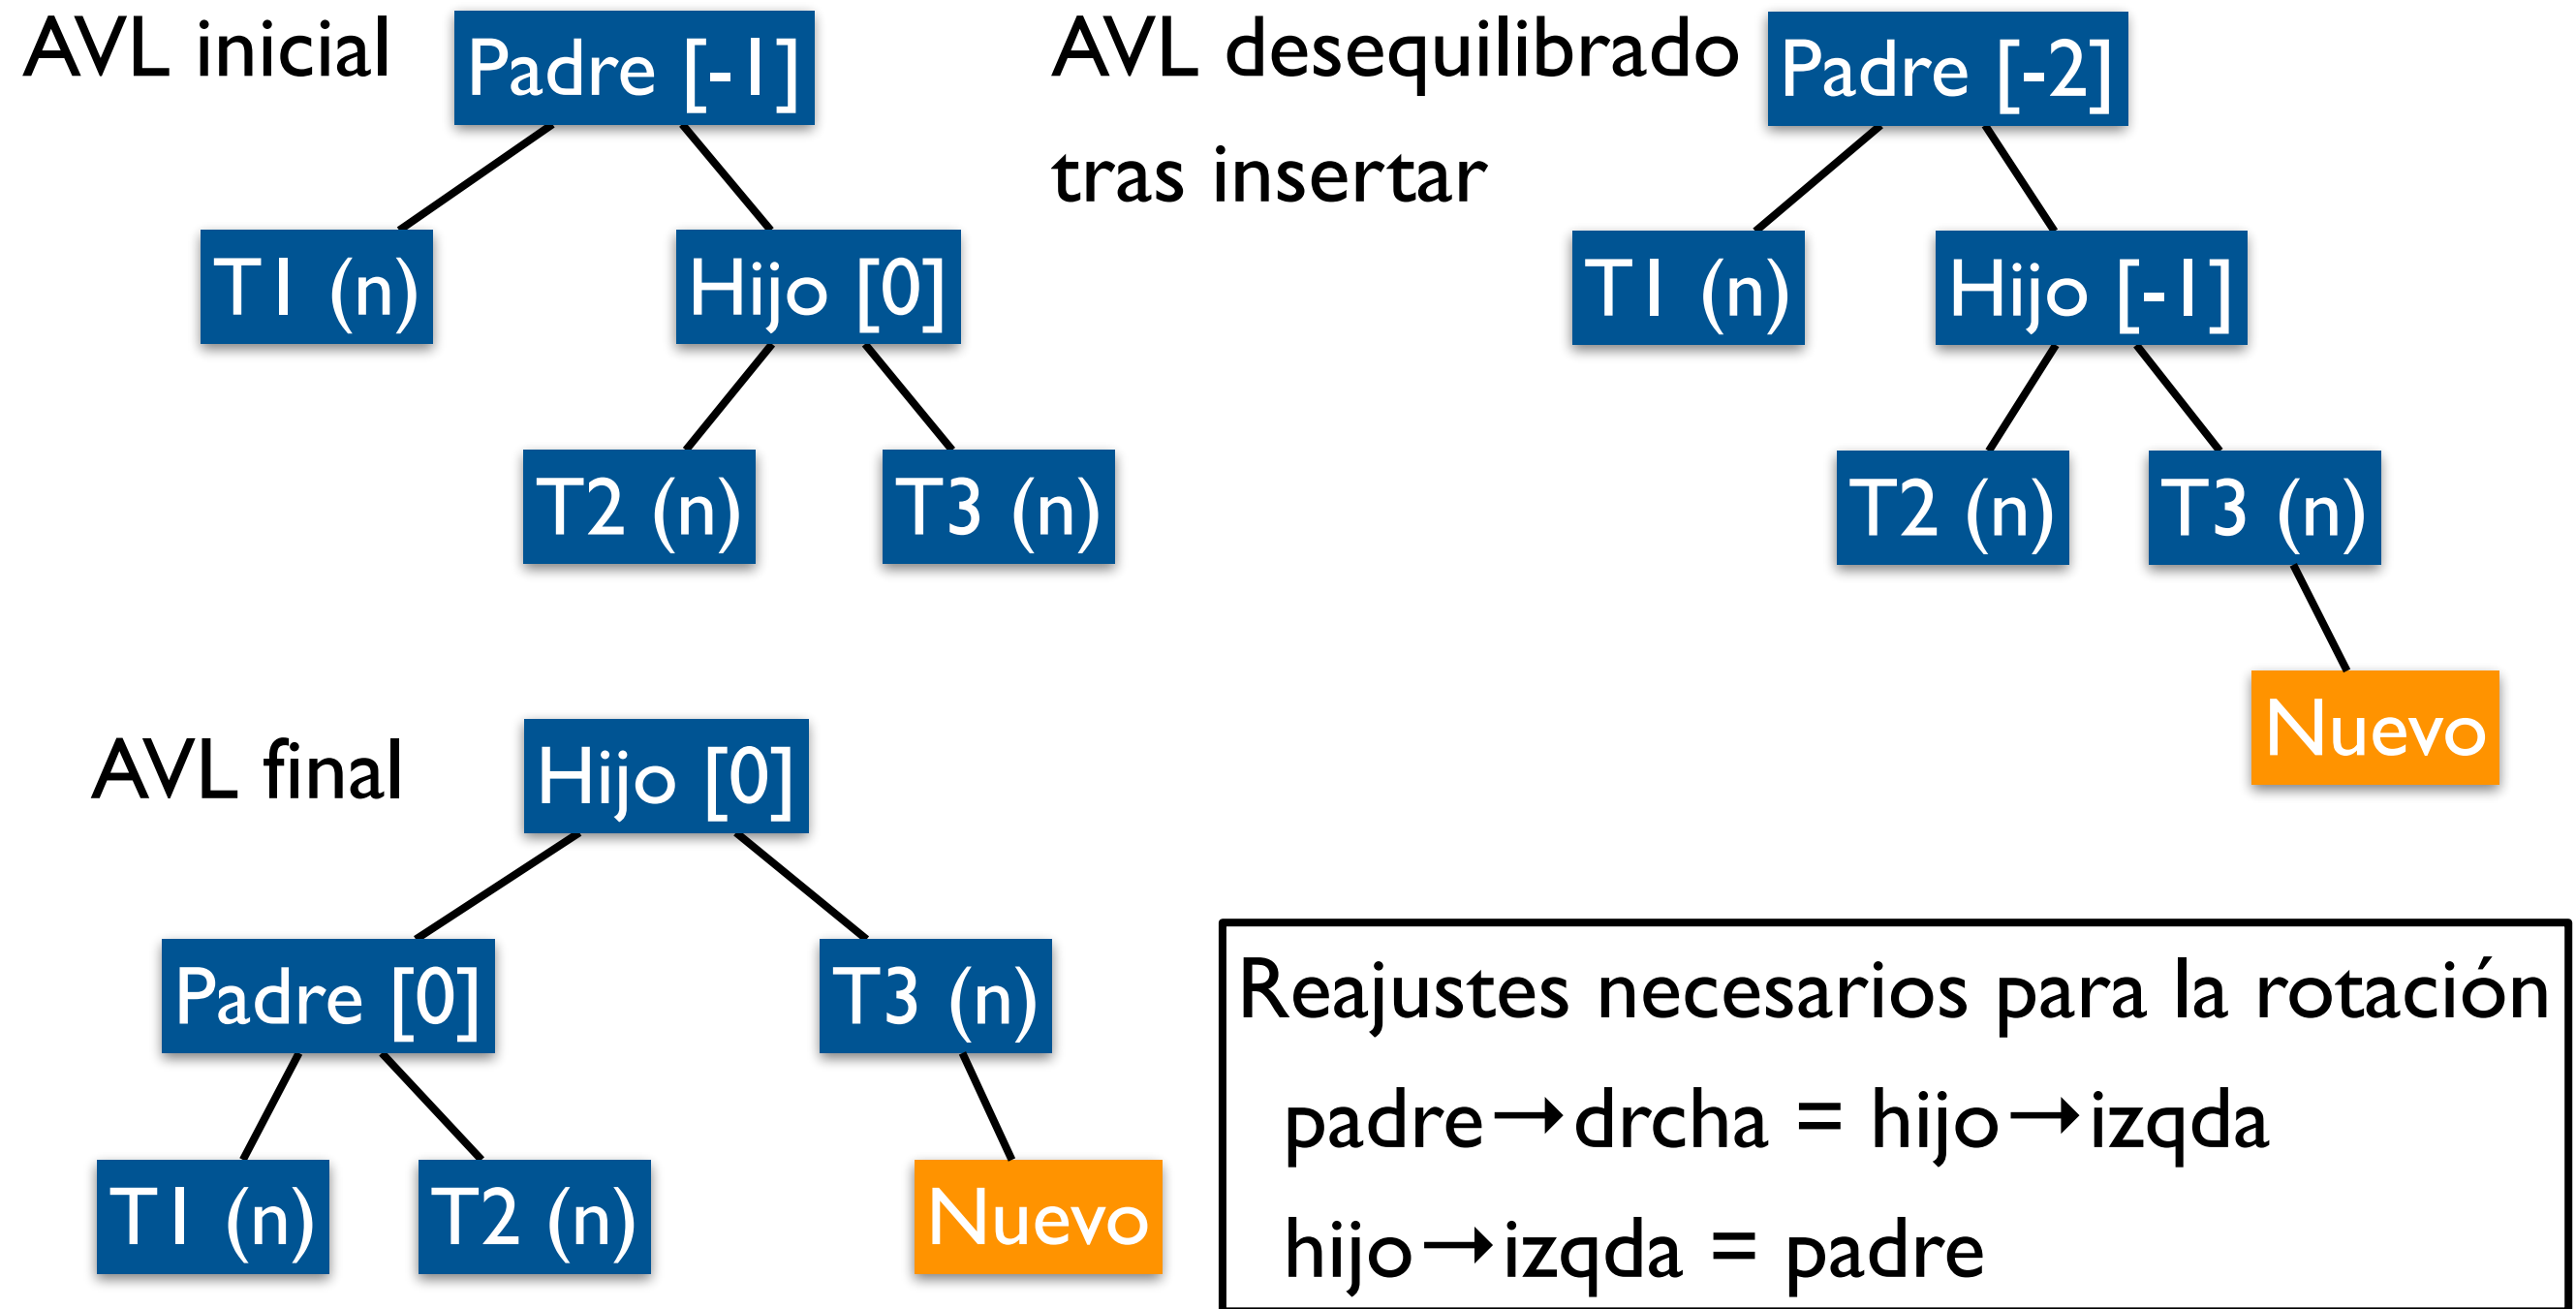 AVL inicial
Padre [-1]
T1 (n)
Hijo [0]
T2 (n)
T3 (n)
AVL desequilibrado
tras insertar
Padre [-2]
T1 (n)
Hijo [-1]
T2 (n)
T3 (n)
Nuevo
AVL final
Hijo [0]
Padre [0]
T3 (n)
T1 (n)
T2 (n)
Nuevo
Reajustes necesarios para la rotación
padre→drcha = hijo→izqda
hijo→izqda = padre